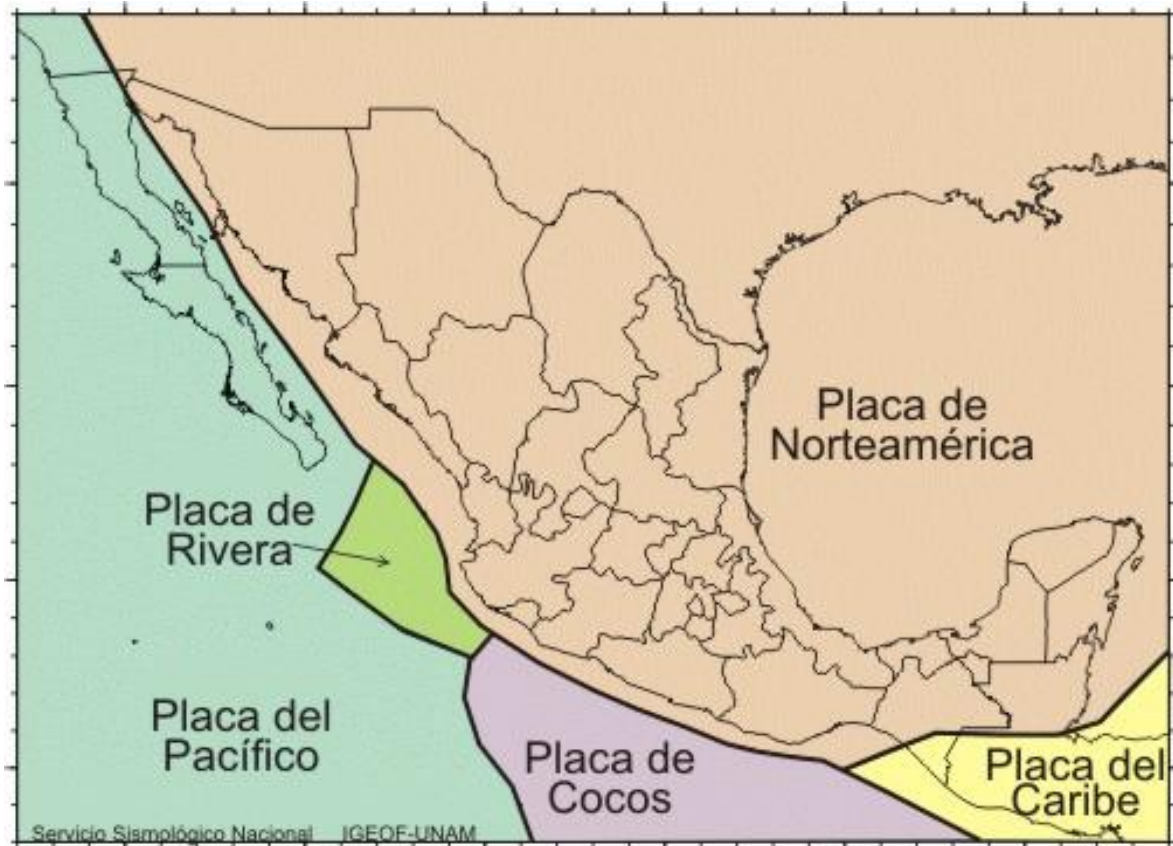 Placa de
Norteamérica
Placa de
Rivera
Placa del
Pacífico
Placa de
Cocos
Placa del
Caribe
Servicio Sismológico Nacional IGEOF-UNAM